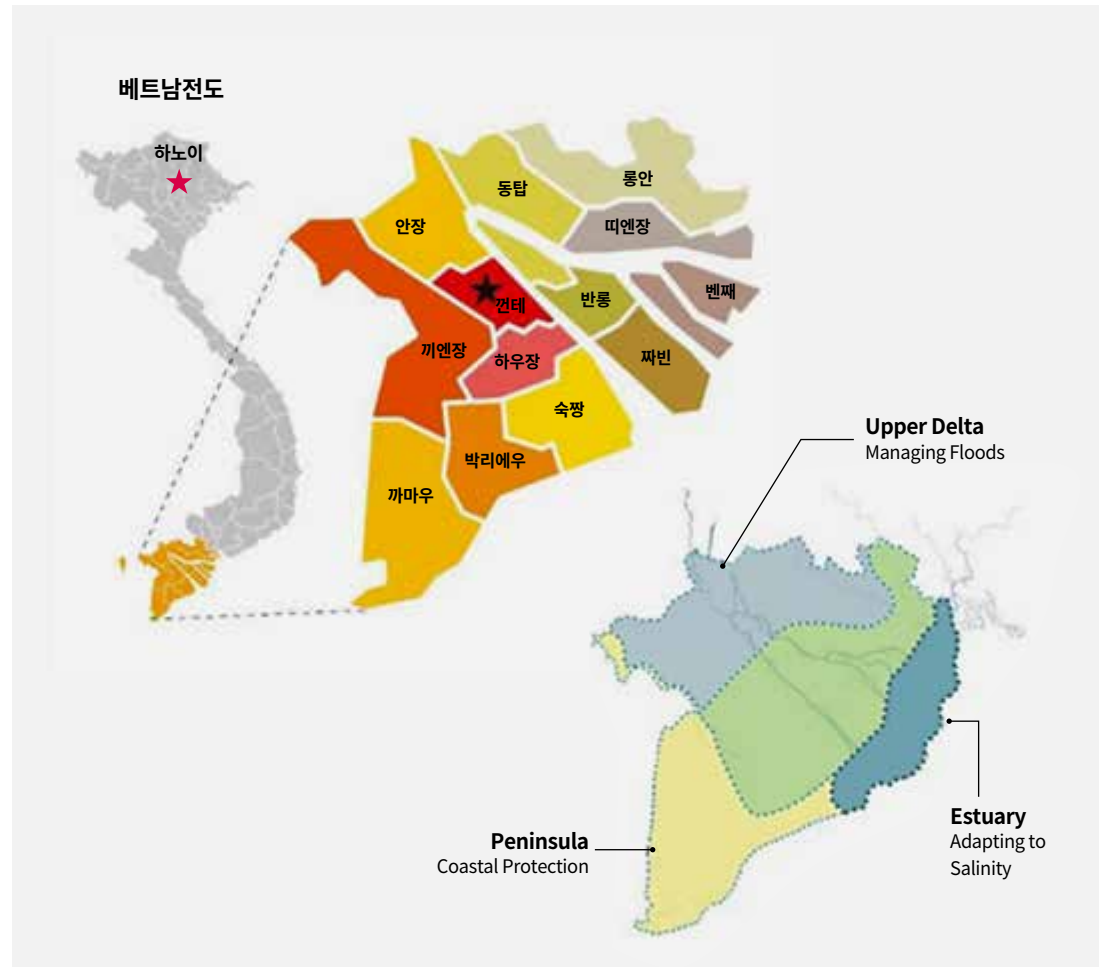 베트남전도
하노이
롱안
동탑
안장
띠엔장
벤쩨
반롱
껀테
끼엔장
하우장
짜빈
숙짱
박리에우
까마우
Upper Delta
Managing Floods
Peninsula
Coastal Protection
Estuary
Adapting to
Salinity